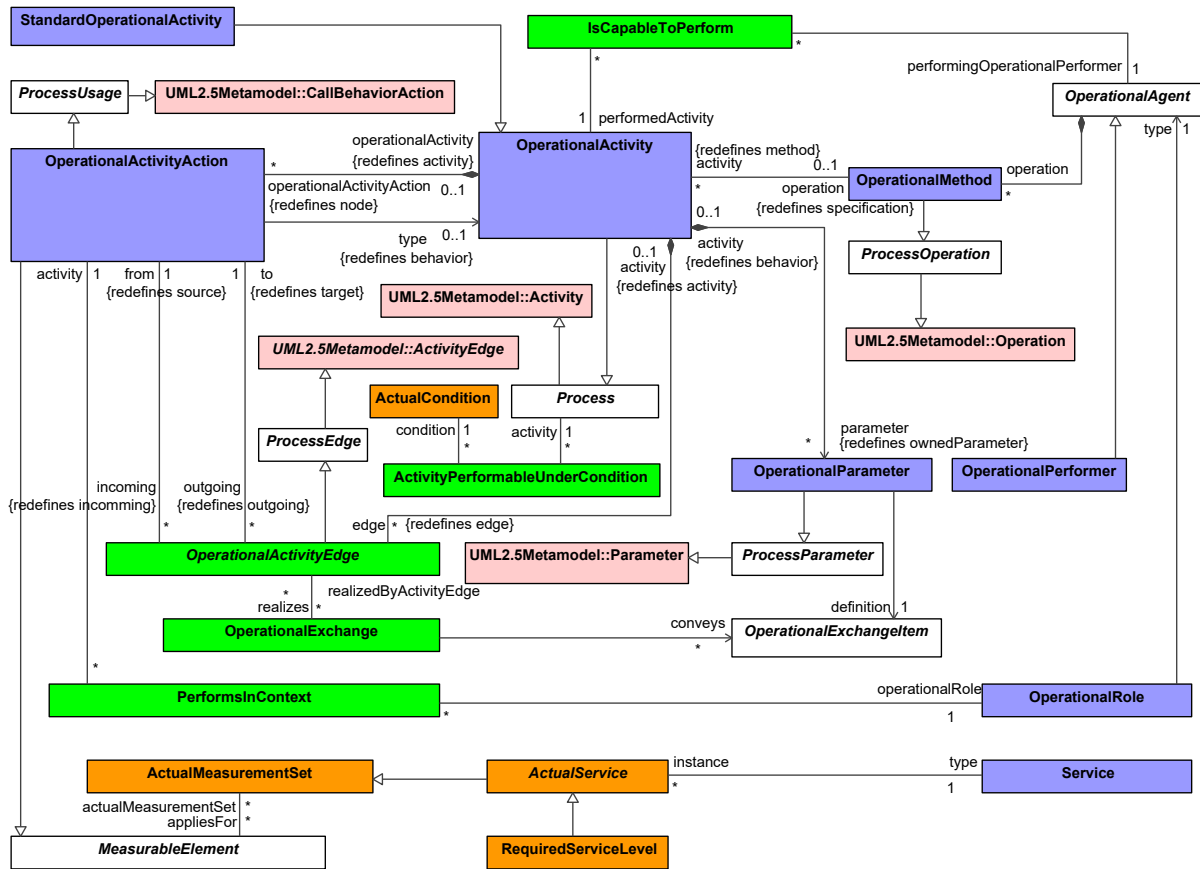 StandardOperationalActivity
IsCapableToPerform
*
*
performingOperationalPerformer
1
ProcessUsage
UML2.5Metamodel::CallBehaviorAction
OperationalAgent
1
performedActivity
type
1
operationalActivity
{redefines activity}
OperationalActivityAction
OperationalActivity
{redefines method}
activity
0..1
OperationalMethod
operation
*
*
operationalActivityAction
0..1
{redefines node}
*
operation
{redefines specification}
0..1
type
0..1
{redefines behavior}
activity
{redefines behavior}
0..1
activity
{redefines activity}
ProcessOperation
activity
1
from
1
{redefines source}
1
to
{redefines target}
UML2.5Metamodel::Activity
UML2.5Metamodel::ActivityEdge
UML2.5Metamodel::Operation
ActualCondition
Process
condition
1
*
activity
1
*
ProcessEdge
parameter
*
{redefines ownedParameter}
ActivityPerformableUnderCondition
OperationalParameter
OperationalPerformer
incoming
{redefines incomming}
*
outgoing
{redefines outgoing}
*
edge
*
{redefines edge}
OperationalActivityEdge
UML2.5Metamodel::Parameter
ProcessParameter
*
realizedByActivityEdge
realizes
*
definition
1
OperationalExchange
conveys
*
OperationalExchangeItem
*
PerformsInContext
*
operationalRole
1
OperationalRole
ActualMeasurementSet
ActualService
instance
*
type
1
Service
actualMeasurementSet
*
appliesFor
*
MeasurableElement
RequiredServiceLevel